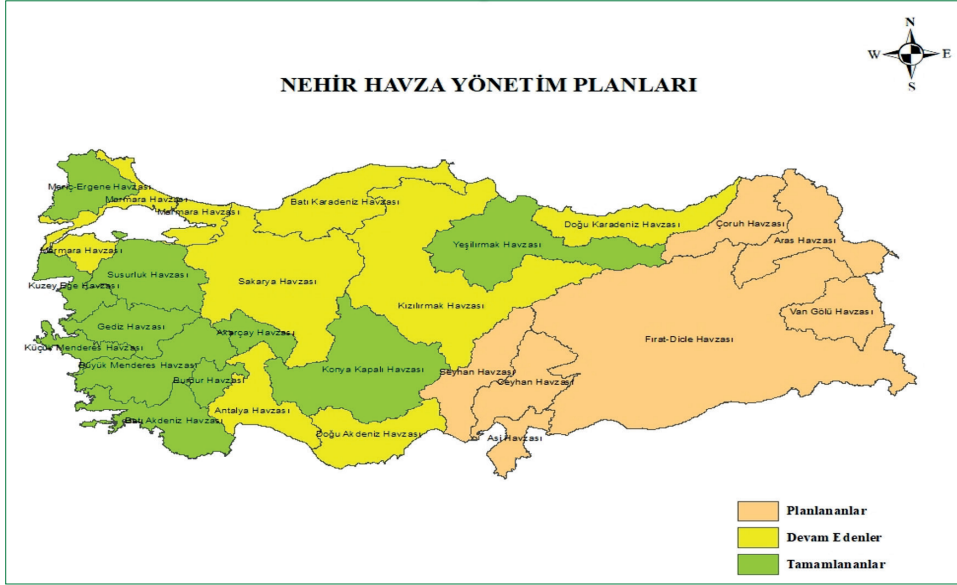 N
W E
S
NEHİR HAVZA YÖNETİM PLANLARI
Meriç-Ergene Havzası
Marmara Havzası
Marmara Havzası
Batı Karadeniz Havzası
Doğu Karadeniz Havzası
Çoruh Havzası
Aras Havzası
Yeşilırmak Havzası
Marmara Havzası
Susurluk Havzası
Sakarya Havzası
Kuzey Ege Havzası
Kızılırmak Havzası
Van Gölü Havzası
Gediz Havzası
Akarçay Havzası
Fırat-Dicle Havzası
Küçük Menderes Havzası
Büyük Menderes Havzası
Konya Kapalı Havzası
Seyhan Havzası
Burdur Havzası
Ceyhan Havzası
Antalya Havzası
Batı Akdeniz Havzası
Doğu Akdeniz Havzası
Asi Havzası
Planlananlar
Devam Edenler
Tamamlananlar